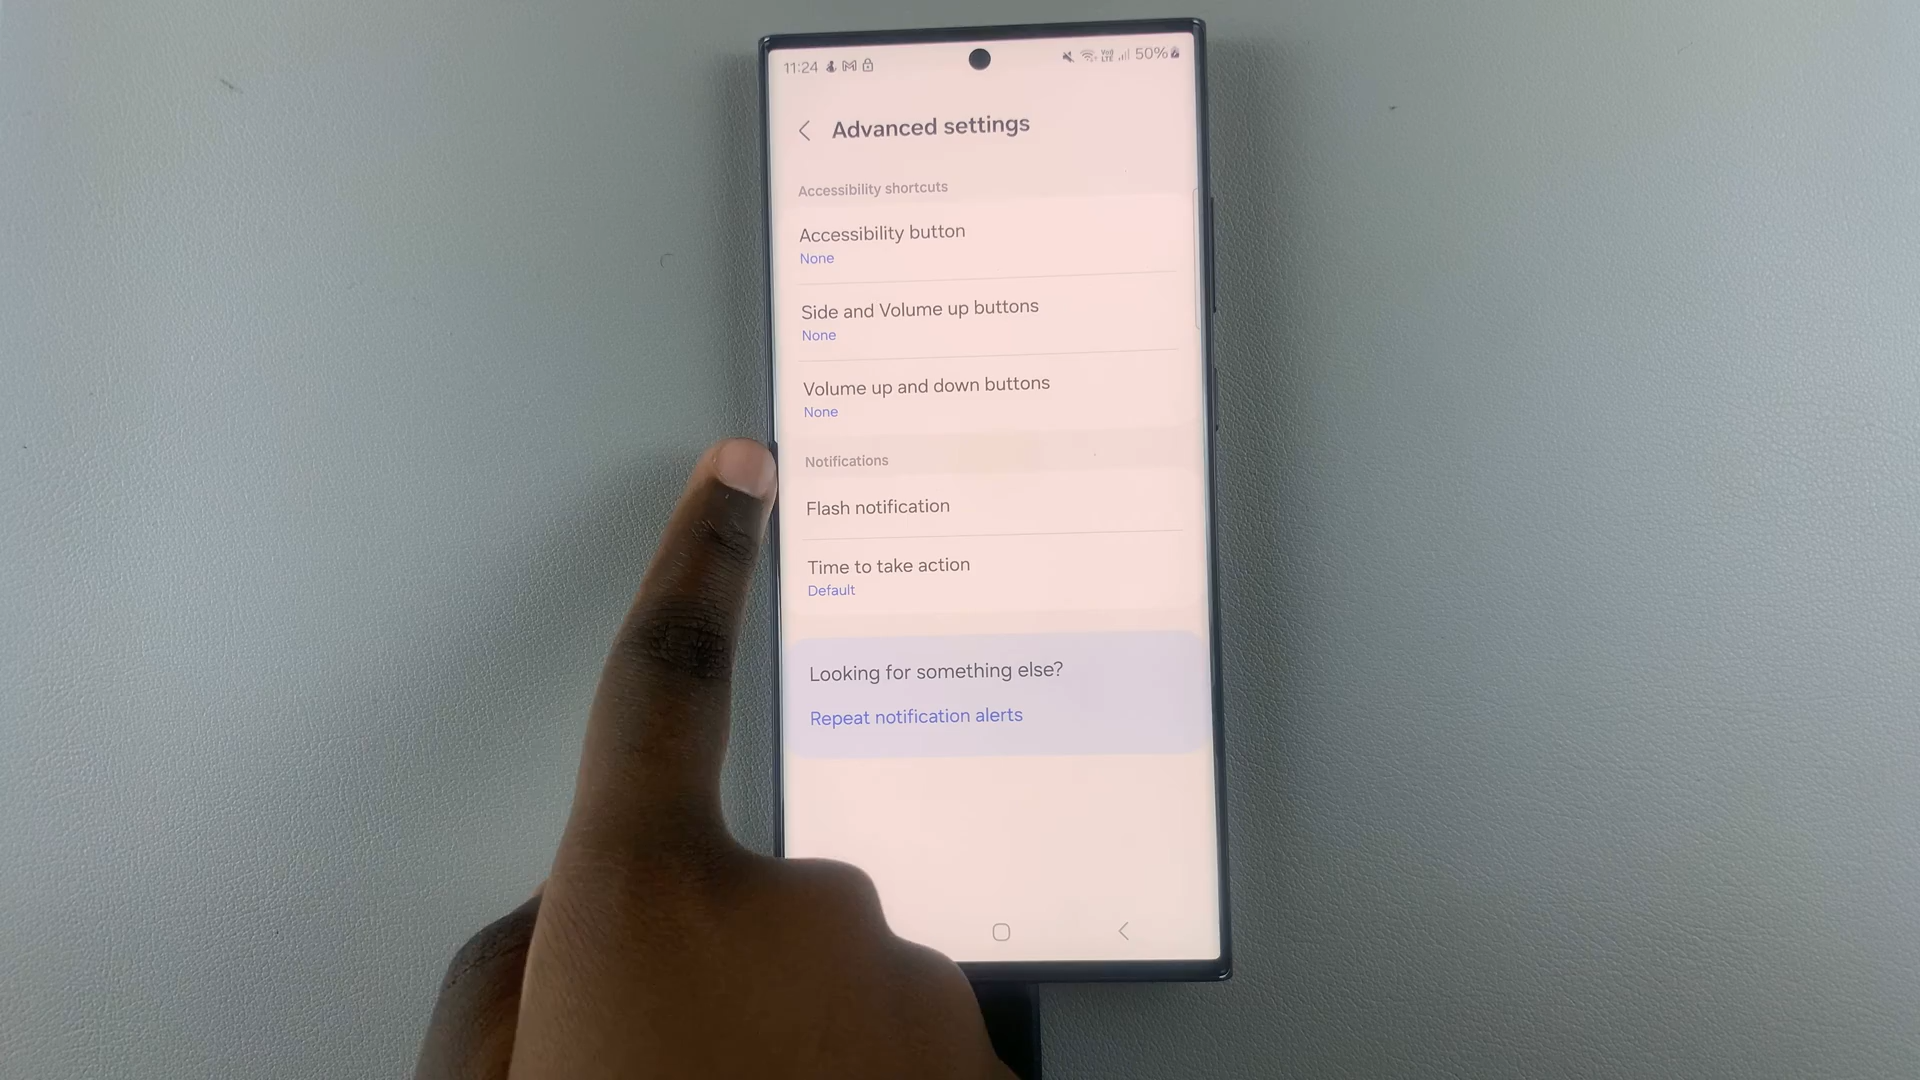 11:24 50%
Advanced settings
Accessibility shortcuts
Accessibility button
None
Side and Volume up buttons
None
Volume up and down buttons
None
Notifications
Flash notification
Time to take action
Default
Looking for something else?
Repeat notification alerts